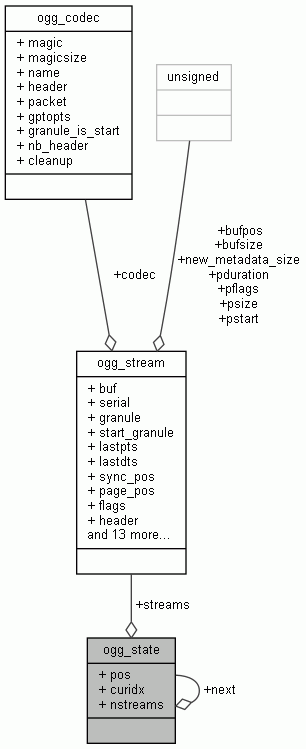 ogg_codec
+ magic
+ magicsize
+ name
+ header
+ packet
+ gptopts
+ granule_is_start
+ nb_header
+ cleanup
unsigned
+codec
+bufpos
+bufsize
+new_metadata_size
+pduration
+pflags
+psize
+pstart
ogg_stream
+ buf
+ serial
+ granule
+ start_granule
+ lastpts
+ lastdts
+ sync_pos
+ page_pos
+ flags
+ header
and 13 more...
+streams
ogg_state
+ pos
+ curidx
+ nstreams
+next